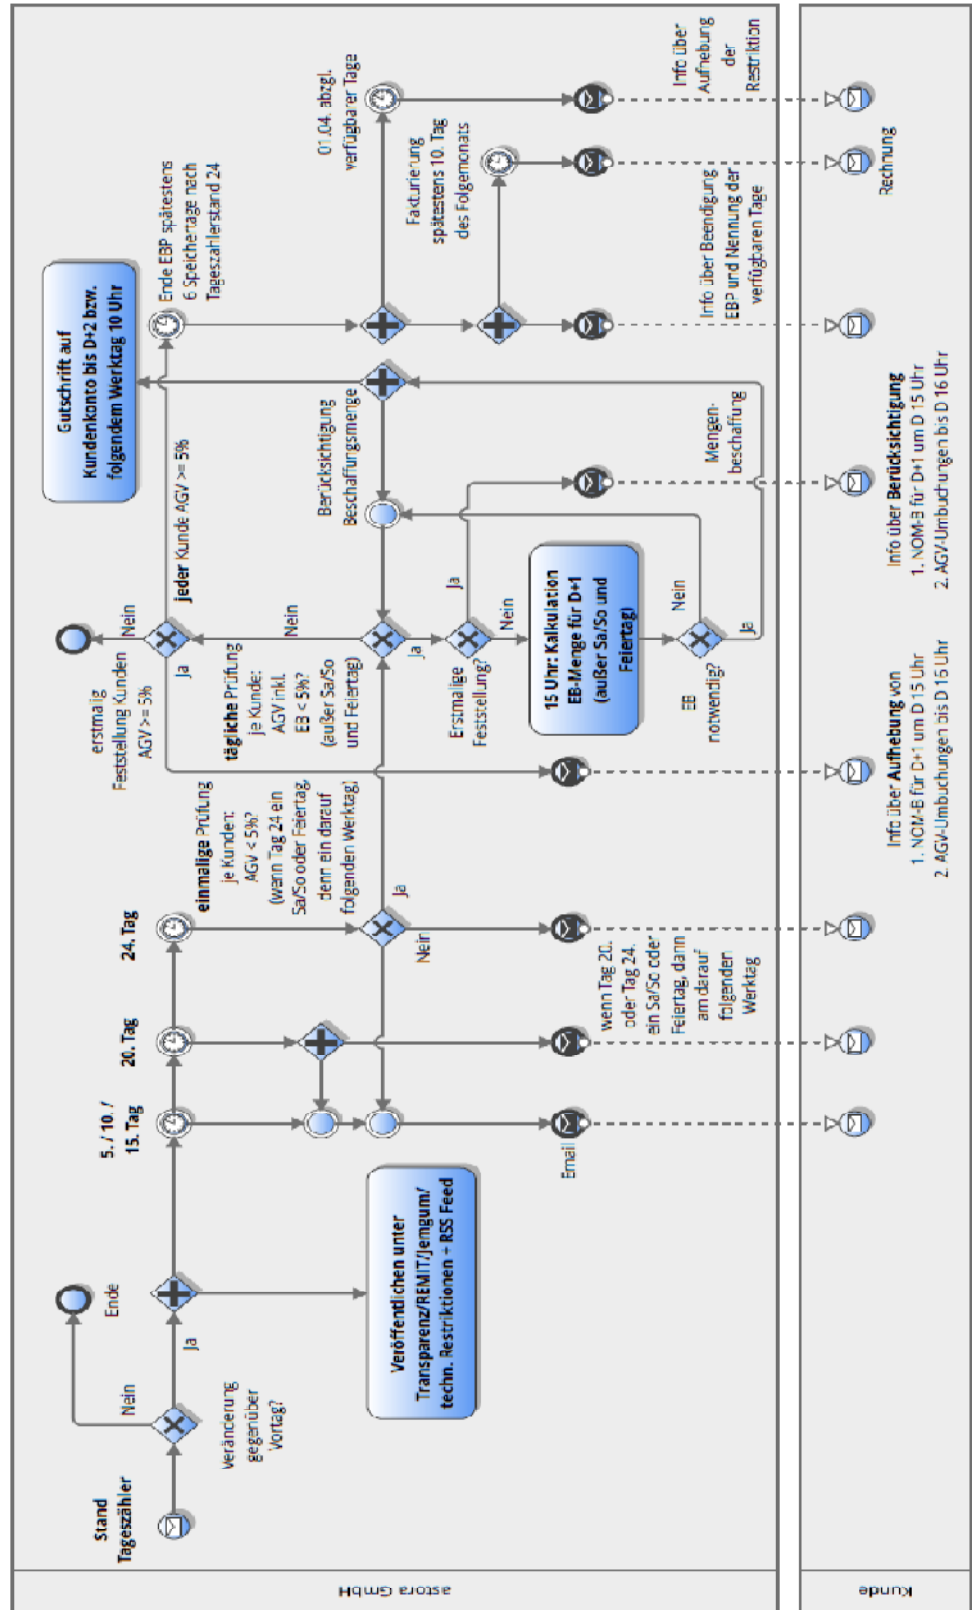 astora GmbH
Stand
Tageszähler
Veränderung
gegenüber
Vortag?
Nein
Ja
Ende
Veröffentlichen unter
Transparenz/REMIT/Jemgum/
techn. Restriktionen + RSS Feed
5. / 10. /
15. Tag
20. Tag
24. Tag
Email
einmalige Prüfung
je Kunden:
AGV < 5%?
(wenn Tag 24 ein
Sa/So oder Feiertag,
denn ein darauf
folgenden Werktag)
Ja
Nein
wenn Tag 20.
oder Tag 24.
ein Sa/So oder
Feiertag, dann
am darauf
folgenden
Werktag
erstmalig
Feststellung Kunden
AGV >= 5%
Nein
Ja
jeder Kunde AGV >= 5%
tägliche Prüfung
je Kunde:
AGV inkl.
EB < 5%?
(außer Sa/So
und Feiertag)
Nein
Ja
Erstmalige
Feststellung?
Ja
Nein
15 Uhr: Kalkulation
EB-Menge für D+1
(außer Sa/So und
Feiertag)
EB
notwendig?
Nein
Ja
Mengen-
beschaffung
Berücksichtigung
Beschaffungsmenge
Gutschrift auf
Kundenkonto bis D+2 bzw.
folgendem Werktag 10 Uhr
Ende EBP spätestens
6 Speichertage nach
Tageszählerstand 24
01.04. abzgl.
verfügbarer Tage
Fakturierung
spätestens 10. Tag
des Folgemonats
Info über Beendigung
EBP und Nennung der
verfügbaren Tage
Info über
Aufhebung
der
Restriktion
Kunde
Info über Aufhebung von
1. NOM-B für D+1 um D 15 Uhr
2. AGV-Umbuchungen bis D 16 Uhr
Info über Berücksichtigung
1. NOM-B für D+1 um D 15 Uhr
2. AGV-Umbuchungen bis D 16 Uhr
Rechnung